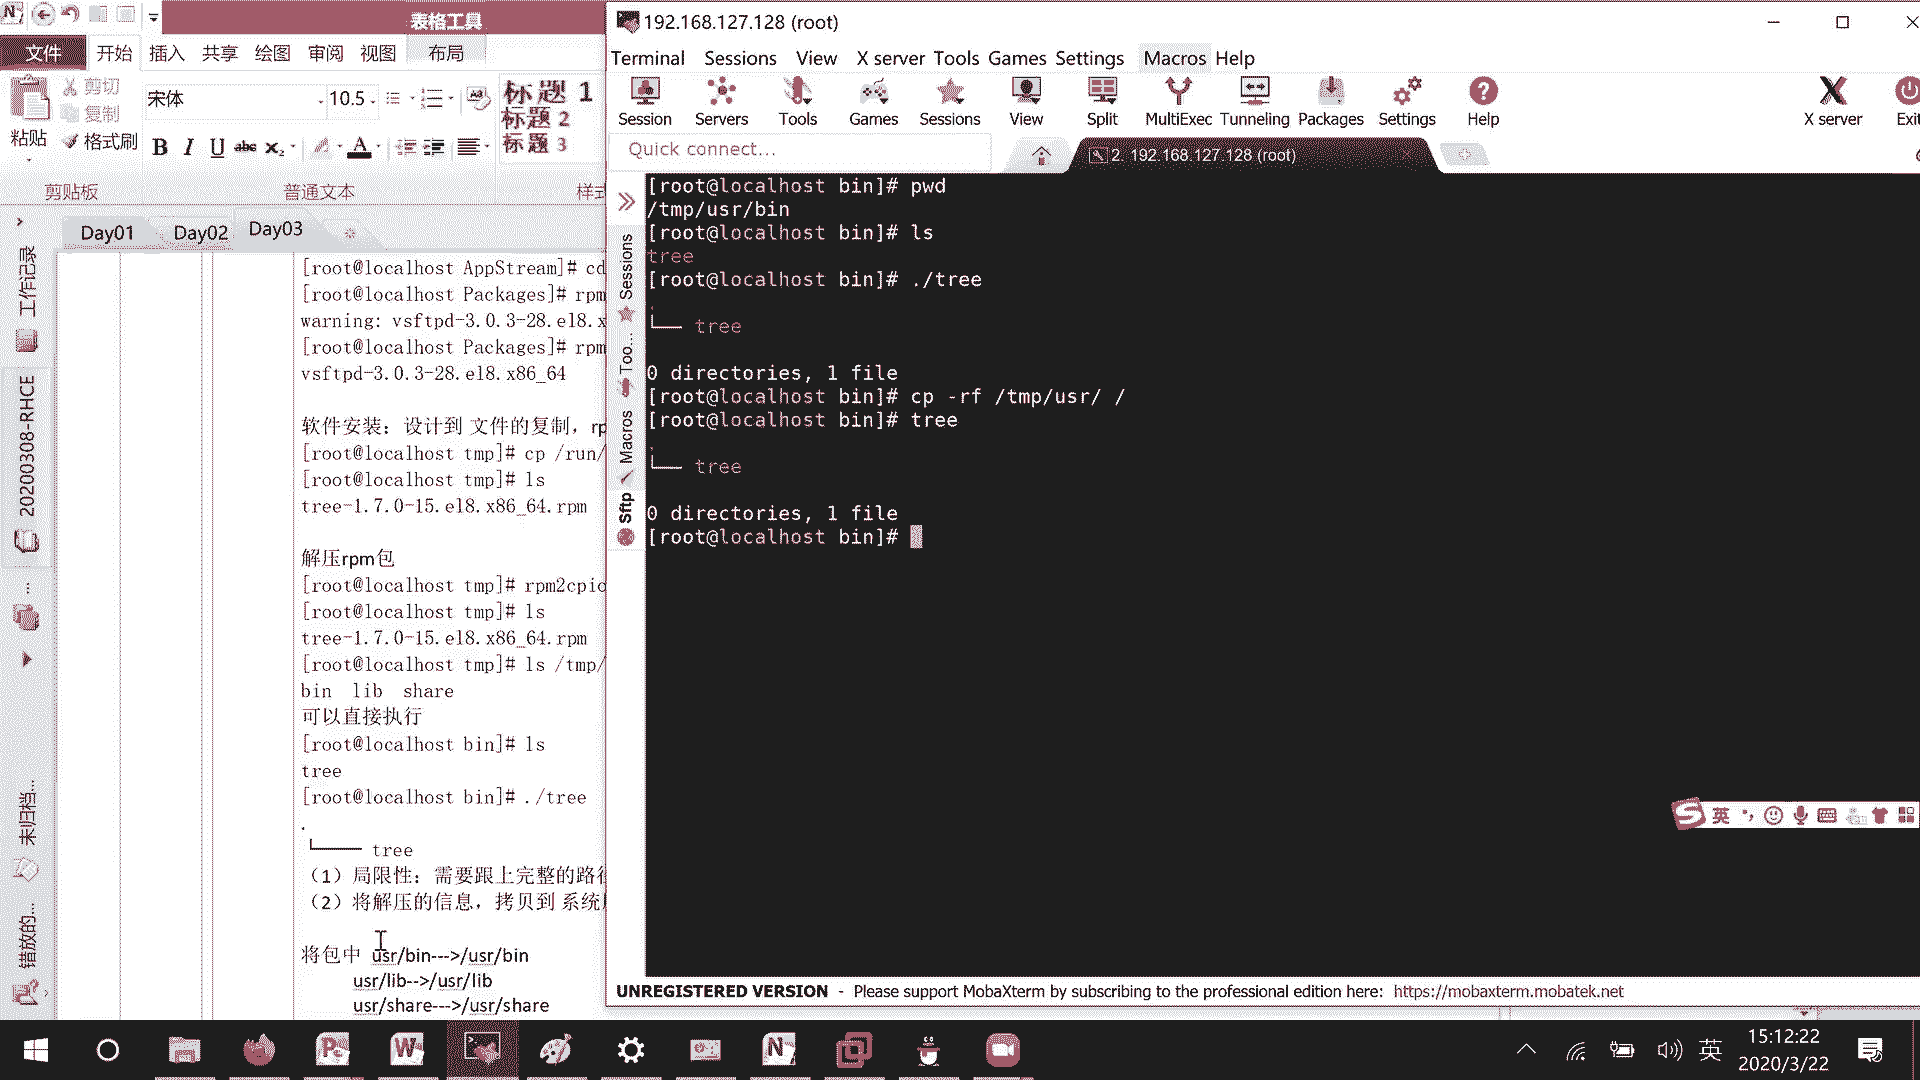 表格工具
文件 开始 插入 共享 绘图 审阅 视图 布局
剪切
复制
粘贴 格式刷
宋体 10.5
标题 1
标题 2
标题 3
B I U abc X₂ A
剪贴板 普通文本 样式
Day01 Day02 Day03
工作记录
20200308-RHCE
...
未归档...
错放的...
[root@localhost AppStream]# cd
[root@localhost Packages]# rpm
warning: vsftpd-3.0.3-28.el8.x
[root@localhost Packages]# rpm
vsftpd-3.0.3-28.el8.x86_64
软件安装：设计到 文件的复制，rp
[root@localhost tmp]# cp /run/
[root@localhost tmp]# ls
tree-1.7.0-15.el8.x86_64.rpm
解压rpm包
[root@localhost tmp]# rpm2cpio
[root@localhost tmp]# ls
tree-1.7.0-15.el8.x86_64.rpm
[root@localhost tmp]# ls /tmp/
bin lib share
可以直接执行
[root@localhost bin]# ls
tree
[root@localhost bin]# ./tree
.
└── tree
（1）局限性：需要跟上完整的路径
（2）将解压的信息，拷贝到 系统
将包中 usr/bin--->/usr/bin
usr/lib-->/usr/lib
usr/share--->/usr/share
192.168.127.128 (root)
Terminal Sessions View X server Tools Games Settings Macros Help
Session Servers Tools Games Sessions View Split MultiExec Tunneling Packages Settings Help X server Exit
Quick connect...
2. 192.168.127.128 (root)
Sessions
Too...
Macros
Sftp
[root@localhost bin]# pwd
/tmp/usr/bin
[root@localhost bin]# ls
tree
[root@localhost bin]# ./tree
.
└── tree
0 directories, 1 file
[root@localhost bin]# cp -rf /tmp/usr/ /
[root@localhost bin]# tree
.
└── tree
0 directories, 1 file
[root@localhost bin]#
英
UNREGISTERED VERSION - Please support MobaXterm by subscribing to the professional edition here: https://mobaxterm.mobatek.net
英
15:12:22
2020/3/22